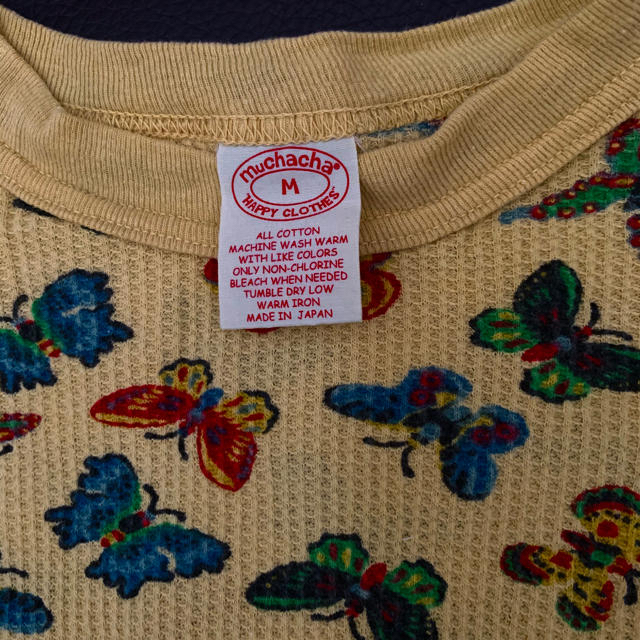 muchacha®
M
"HAPPY CLOTHES"
ALL COTTON
MACHINE WASH WARM
WITH LIKE COLORS
ONLY NON-CHLORINE
BLEACH WHEN NEEDED
TUMBLE DRY LOW
WARM IRON
MADE IN JAPAN